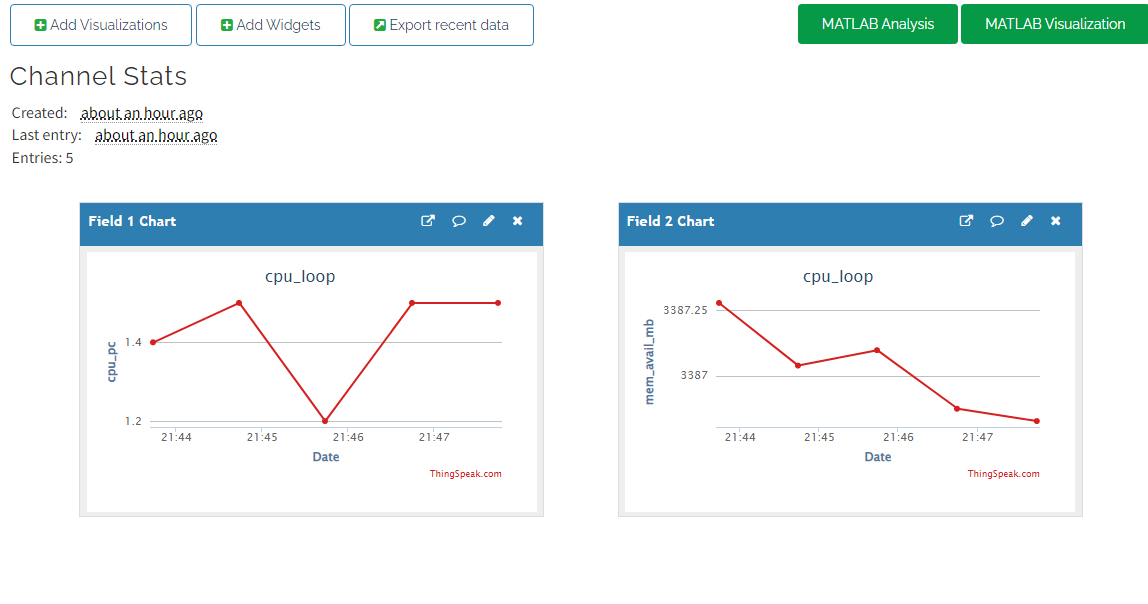 Add Visualizations
Add Widgets
Export recent data
MATLAB Analysis
MATLAB Visualization
Channel Stats
Created: about an hour ago
Last entry: about an hour ago
Entries: 5
Field 1 Chart
cpu_loop
cpu_pc
1.4
1.2
21:44 21:45 21:46 21:47
Date
ThingSpeak.com
Field 2 Chart
cpu_loop
mem_avail_mb
3387.25
3387
21:44 21:45 21:46 21:47
Date
ThingSpeak.com